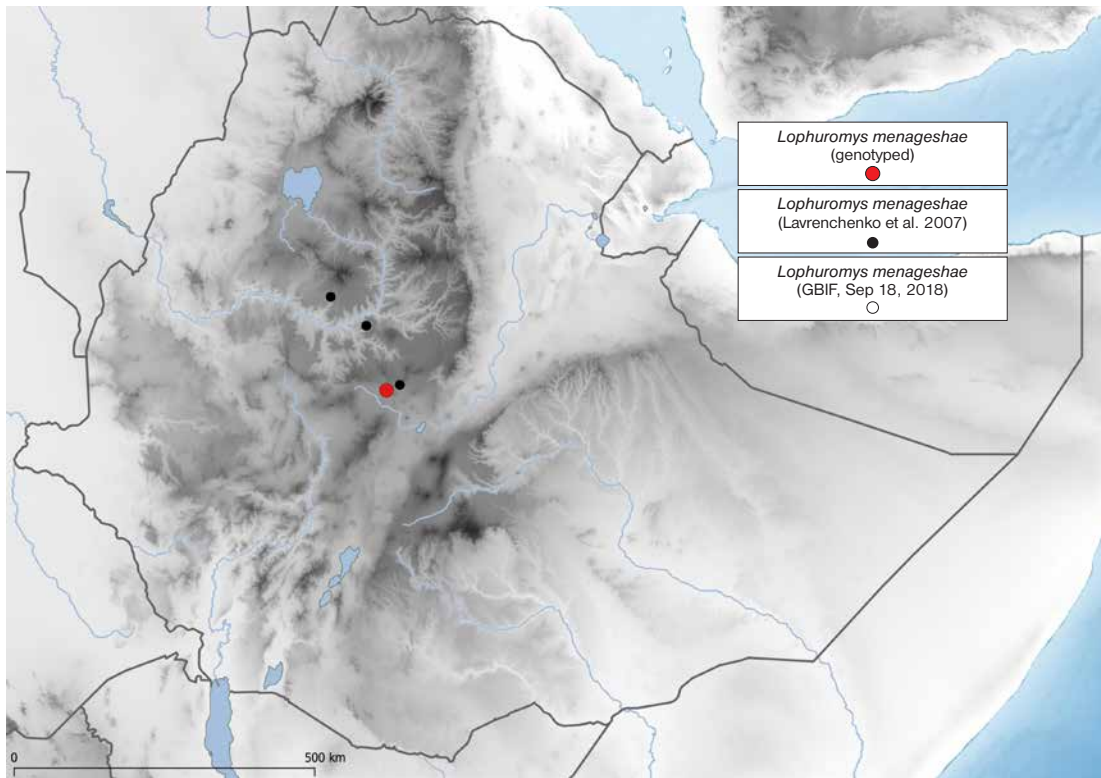 Lophuromys menageshae
(genotyped)
Lophuromys menageshae
(Lavrenchenko et al. 2007)
Lophuromys menageshae
(GBIF, Sep 18, 2018)
0
500 km